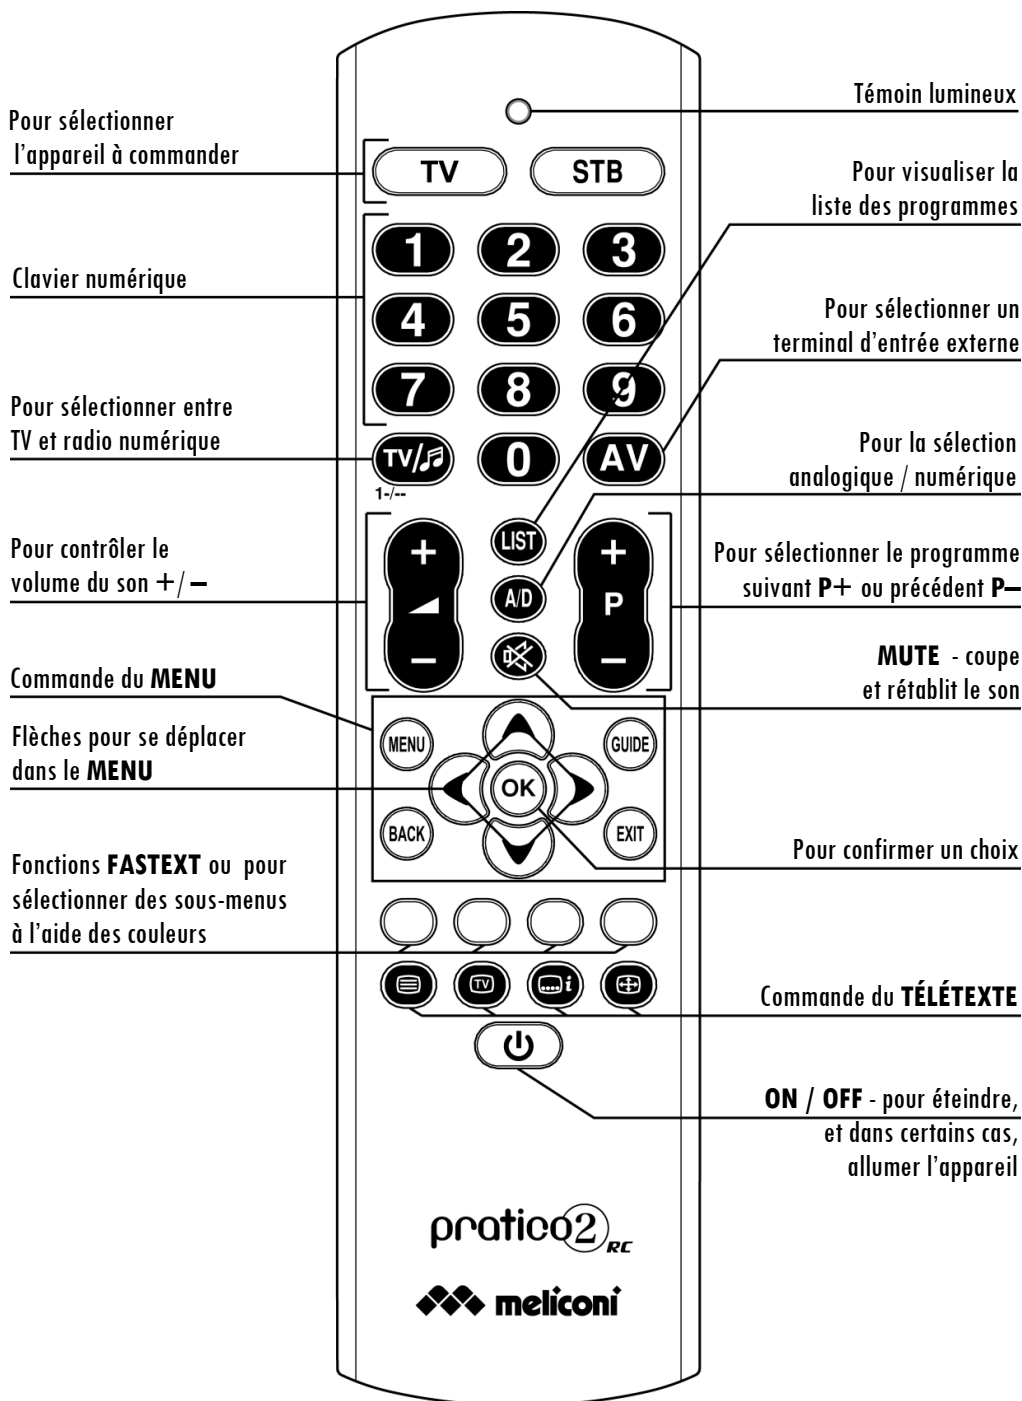 Témoin lumineux
Pour sélectionner
l'appareil à commander
TV STB
Pour visualiser la
liste des programmes
1 2 3
Clavier numérique
4 5 6
Pour sélectionner un
terminal d'entrée externe
7 8 9
Pour sélectionner entre
TV et radio numérique
TV/♫ 0 AV
1-/--
Pour la sélection
analogique / numérique
LIST
Pour contrôler le
volume du son +/−
+ A/D +
P
− −
Pour sélectionner le programme
suivant P+ ou précédent P−
MUTE - coupe
et rétablit le son
Commande du MENU
MENU GUIDE
Flèches pour se déplacer
dans le MENU
OK
BACK EXIT
Pour confirmer un choix
Fonctions FASTEXT ou pour
sélectionner des sous-menus
à l'aide des couleurs
TV i
Commande du TÉLÉTEXTE
ON / OFF - pour éteindre,
et dans certains cas,
allumer l'appareil
pratico2 RC
meliconi